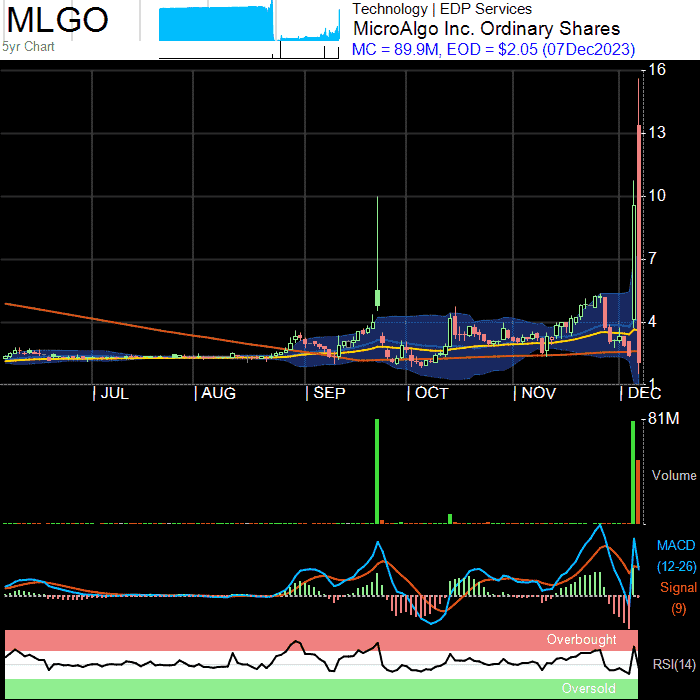 MLGO
5yr Chart
Technology | EDP Services
MicroAlgo Inc. Ordinary Shares
MC = 89.9M, EOD = $2.05 (07Dec2023)
16
13
10
7
4
1
JUL
AUG
SEP
OCT
NOV
DEC
81M
Volume
MACD
(12-26)
Signal
(9)
Overbought
RSI(14)
Oversold